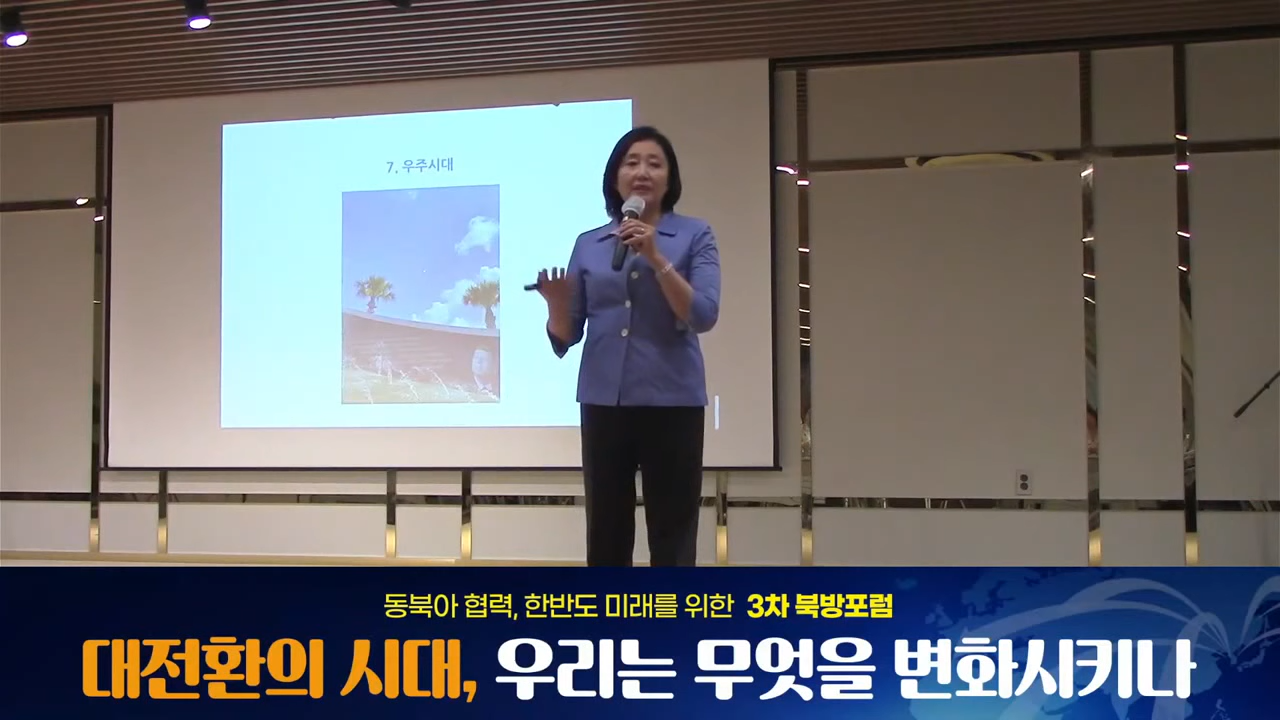 7. 우주시대
동북아 협력, 한반도 미래를 위한 3차 북방포럼
대전환의 시대, 우리는 무엇을 변화시키나